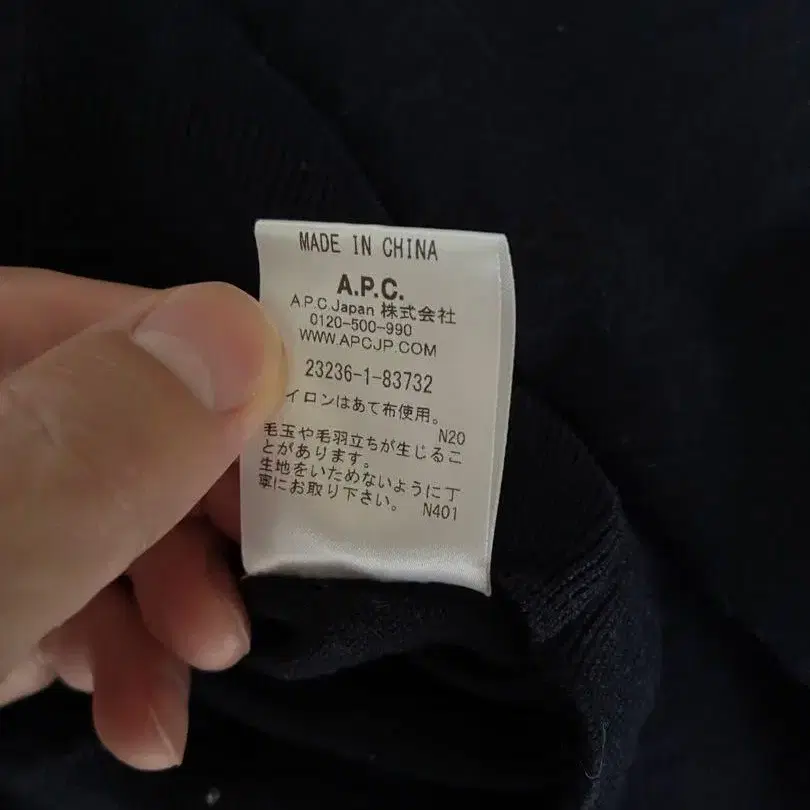 MADE IN CHINA
A.P.C.
A.P.C.Japan 株式会社
0120-500-990
WWW.APCJP.COM
23236-1-83732
イロンはあて布使用。
N20
毛玉や毛羽立ちが生じるこ
とがあります。
生地をいためないように丁
寧にお取り下さい。 N401